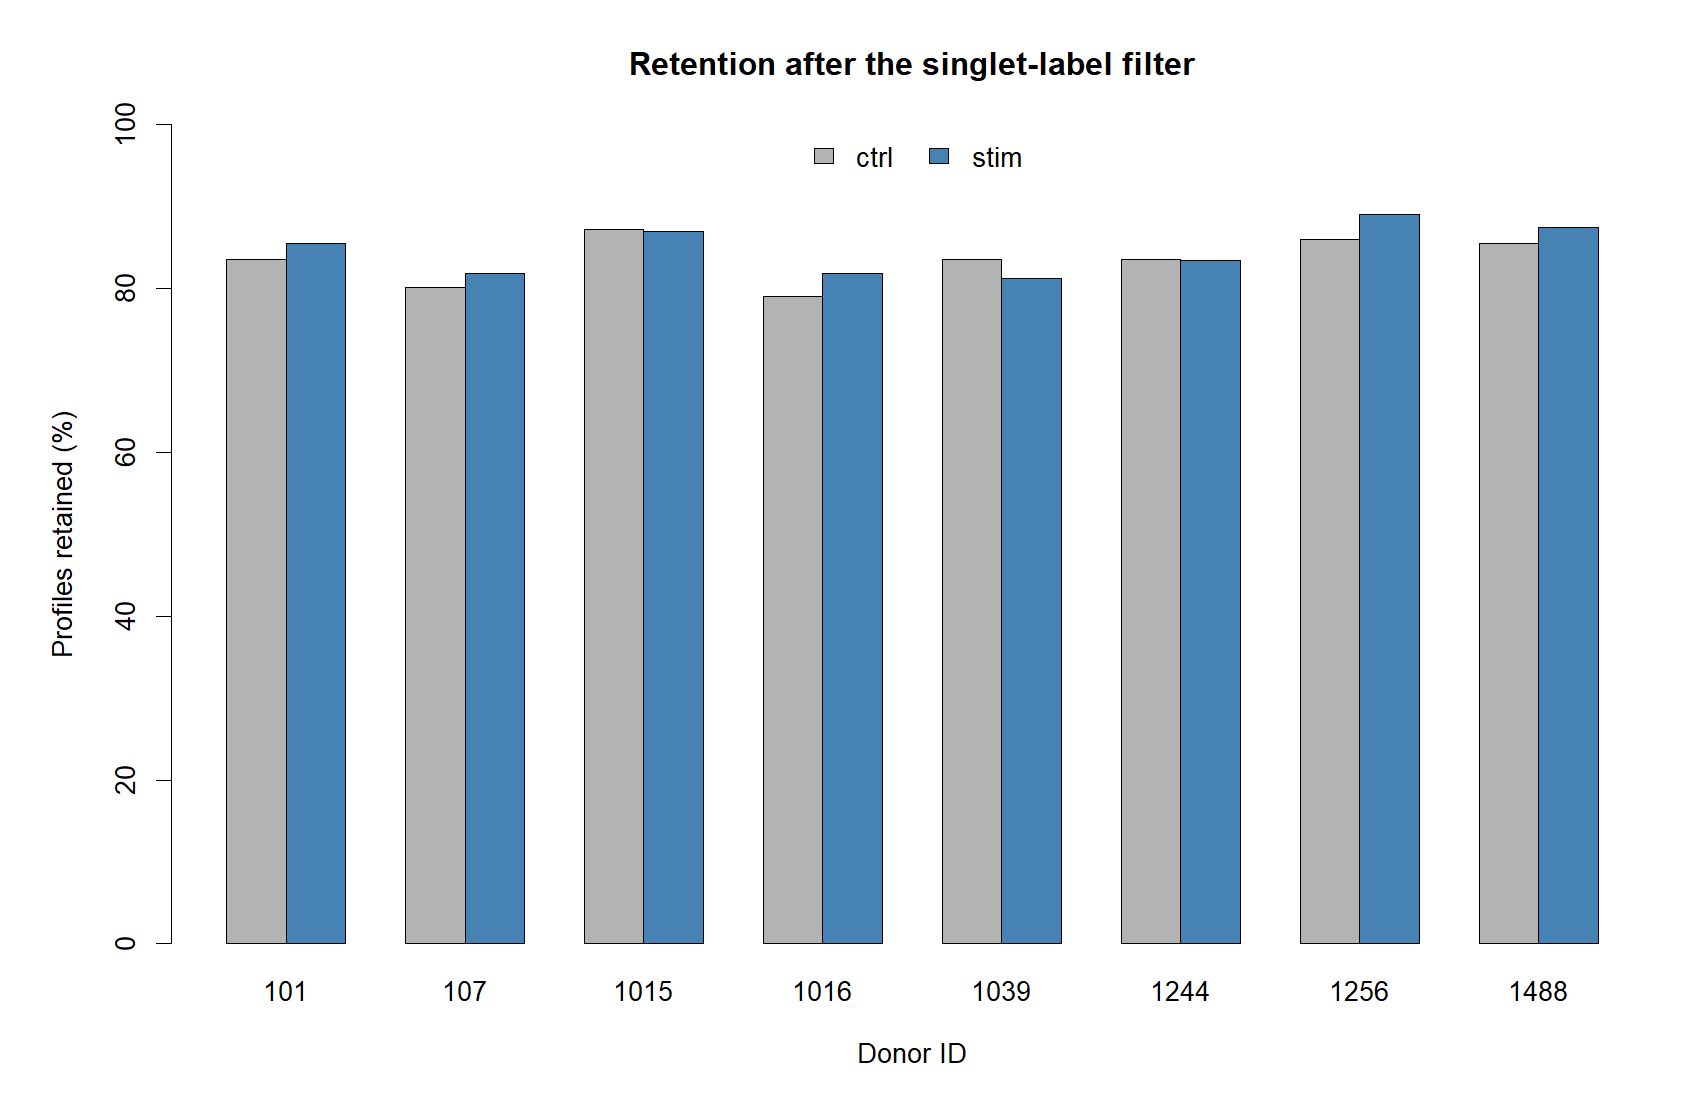 Retention after the singlet-label filter
ctrl stim
Profiles retained (%)
100
80
60
40
20
0
101 107 1015 1016 1039 1244 1256 1488
Donor ID